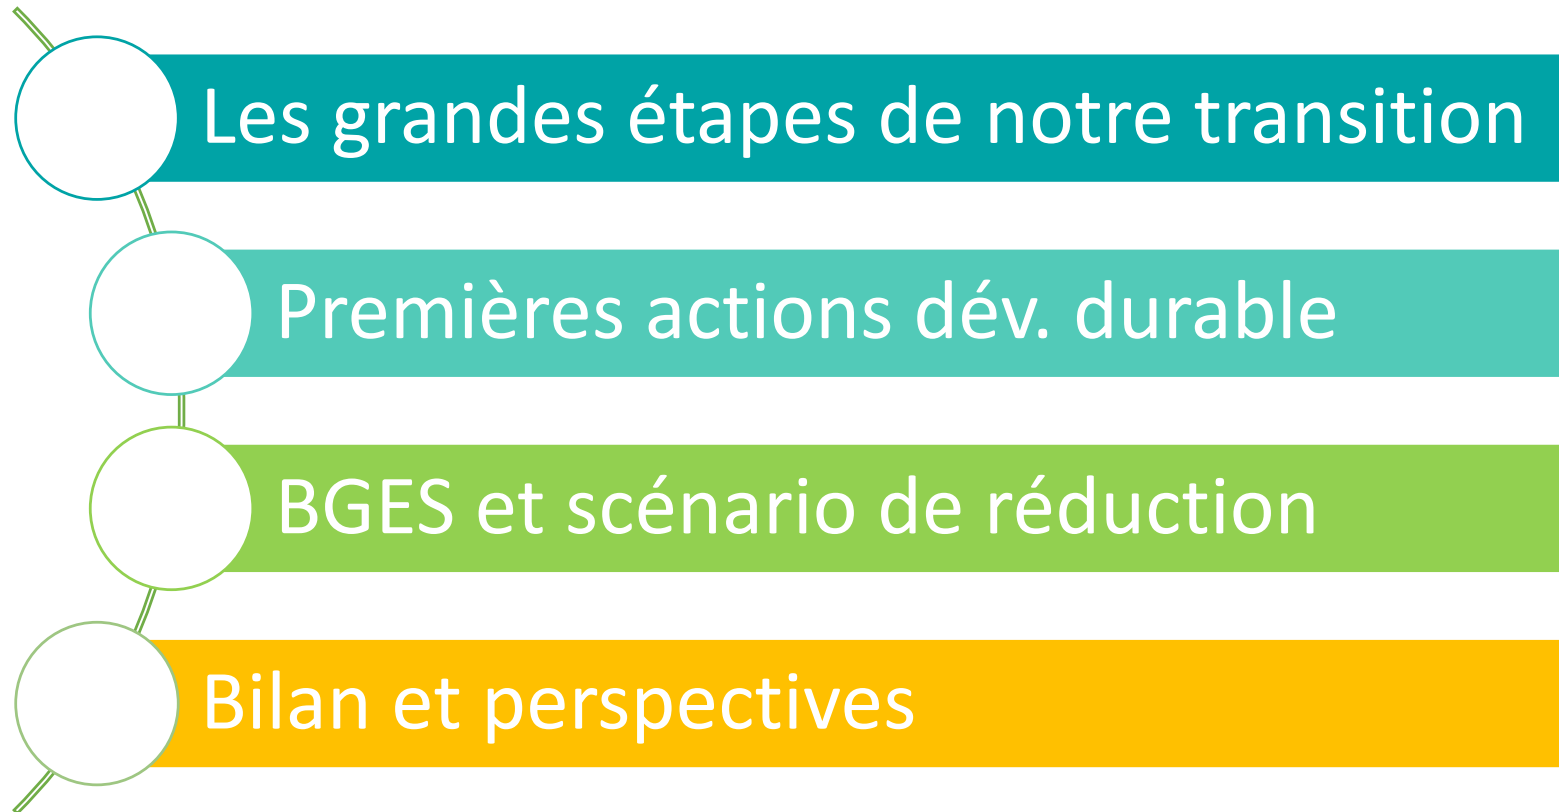 Les grandes étapes de notre transition
Premières actions dév. durable
BGES et scénario de réduction
Bilan et perspectives